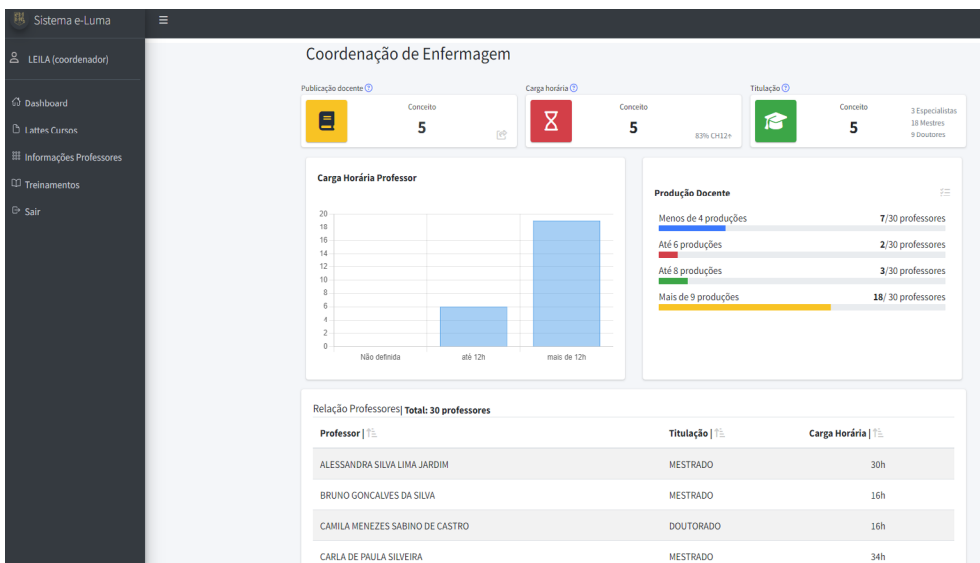 Sistema e-Luma
LEILA (coordenador)
Dashboard
Lattes Cursos
Informações Professores
Treinamentos
Sair
Coordenação de Enfermagem
Publicação docente
Conceito
5
Carga horária
Conceito
5
83% CH12+
Titulação
Conceito
5
3 Especialistas
18 Mestres
9 Doutores
Carga Horária Professor
20
18
16
14
12
10
8
6
4
2
0
Não definida
até 12h
mais de 12h
Produção Docente
Menos de 4 produções 7/30 professores
Até 6 produções 2/30 professores
Até 8 produções 3/30 professores
Mais de 9 produções 18/ 30 professores
Relação Professores| Total: 30 professores
Professor | Titulação | Carga Horária |
ALESSANDRA SILVA LIMA JARDIM MESTRADO 30h
BRUNO GONCALVES DA SILVA MESTRADO 16h
CAMILA MENEZES SABINO DE CASTRO DOUTORADO 16h
CARLA DE PAULA SILVEIRA MESTRADO 34h